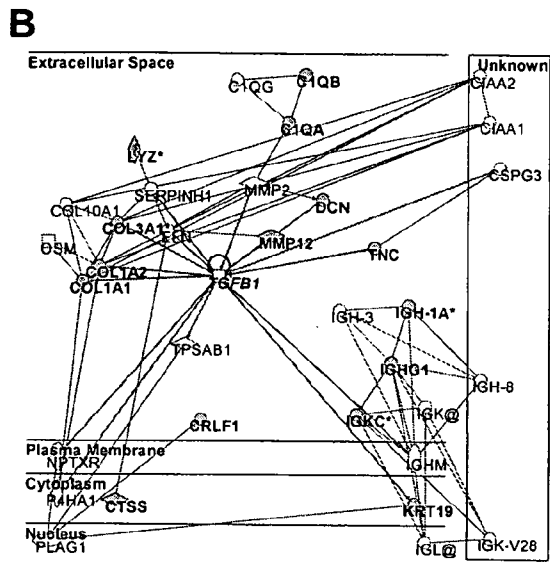 B
Extracellular Space
Unknown
C1QG
C1QB
CIAA2
C1QA
CIAA1
LYZ*
CSPG3
SERPINH1
MMP2
COL10A1
DCN
COL3A1*
OSM
MMP12
TNC
COL1A2
COL1A1
TGFB1
IGH-3
IGH-1A*
TPSAB1
IGHG1
IGH-8
CRLF1
IGKC*
IGK@
Plasma Membrane
NPTXR
IGHM
Cytoplasm
P4HA1
CTSS
KRT19
Nucleus
PLAG1
IGL@
IGK-V28